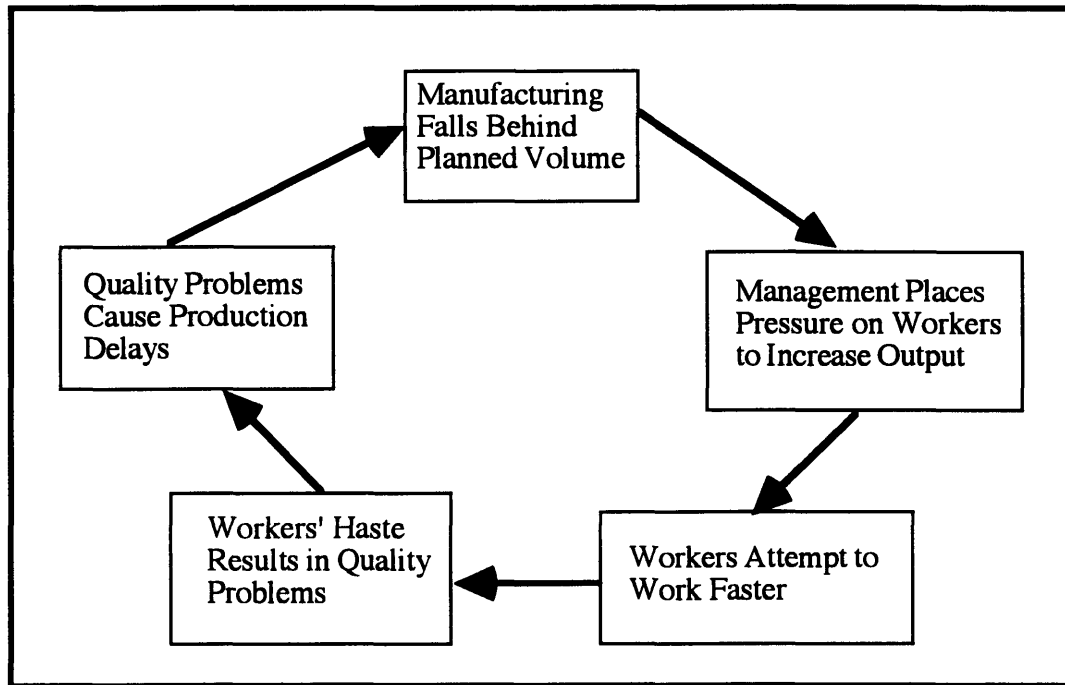 Manufacturing
Falls Behind
Planned Volume
Management Places
Pressure on Workers
to Increase Output
Workers Attempt to
Work Faster
Workers' Haste
Results in Quality
Problems
Quality Problems
Cause Production
Delays